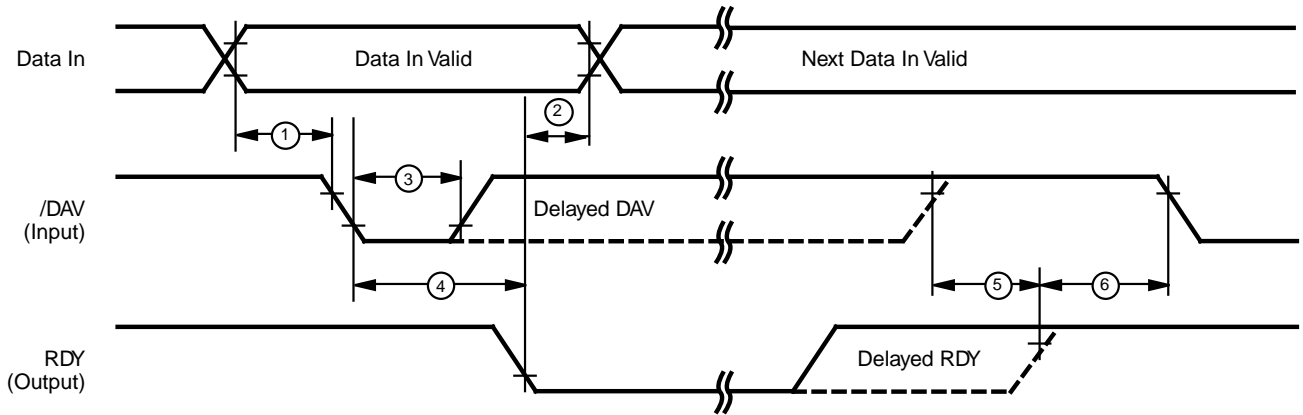 Data In
Data In Valid
Next Data In Valid
1
2
3
/DAV
(Input)
Delayed DAV
4
5
6
RDY
(Output)
Delayed RDY